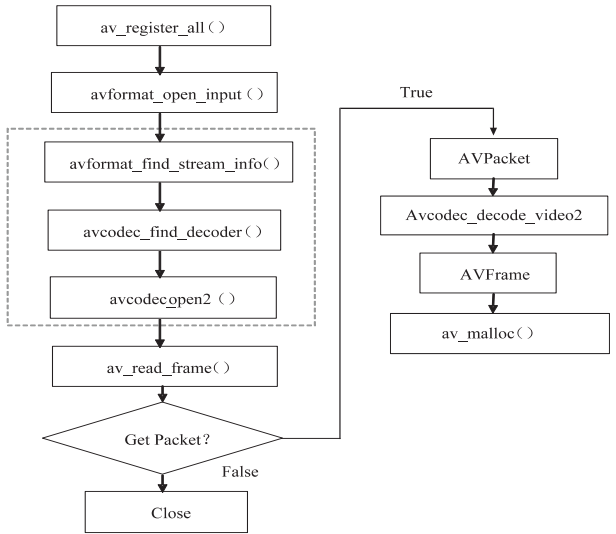 av_register_all（）
avformat_open_input（）
avformat_find_stream_info（）
avcodec_find_decoder（）
avcodecopen2（）
av_read_frame（）
Get Packet？
False
Close
True
AVPacket
Avcodec_decode_video2
AVFrame
av_malloc（）